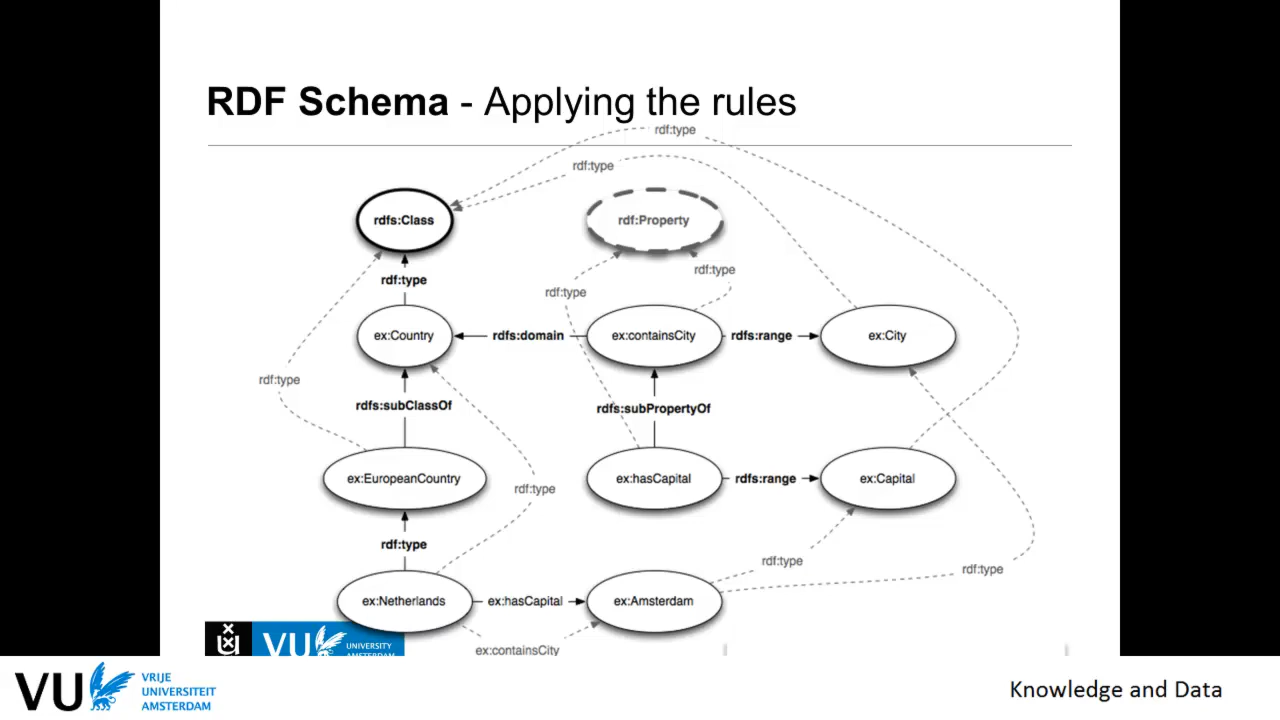 RDF Schema - Applying the rules
rdf:type
rdf:type
rdfs:Class
rdf:Property
rdf:type
rdf:type
rdf:type
ex:Country
rdfs:domain
ex:containsCity
rdfs:range
ex:City
rdf:type
rdfs:subClassOf
rdfs:subPropertyOf
ex:EuropeanCountry
rdf:type
ex:hasCapital
rdfs:range
ex:Capital
rdf:type
rdf:type
rdf:type
ex:Netherlands
ex:hasCapital
ex:Amsterdam
ex:containsCity
VU
UNIVERSITY
AMSTERDAM
VU
VRIJE
UNIVERSITEIT
AMSTERDAM
Knowledge and Data